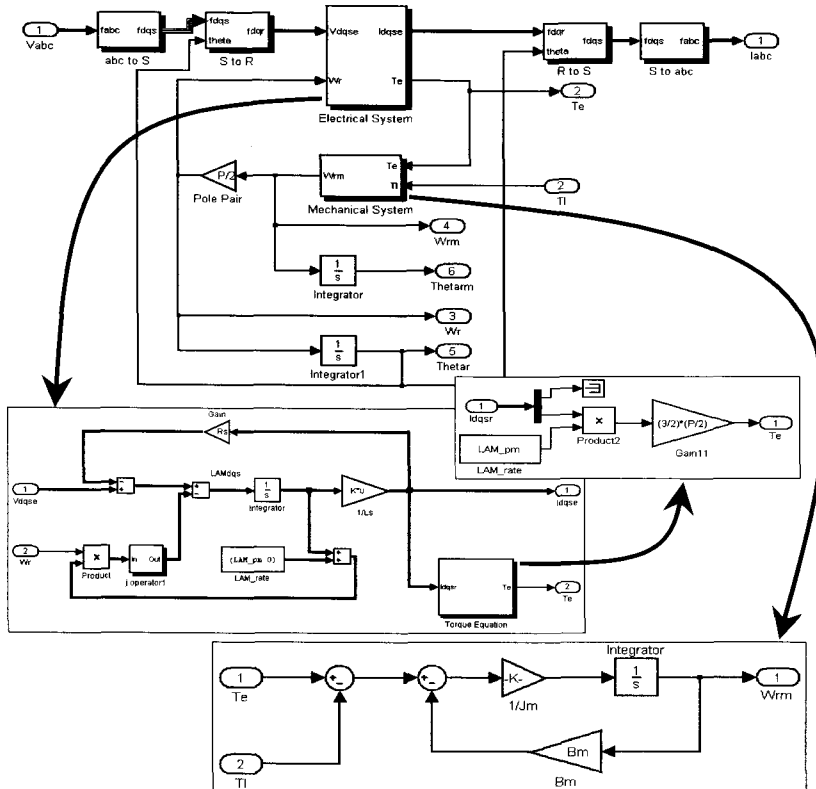 1
Vabc
fabc fdqs
abc to S
fdqs
theta fdqr
S to R
Vdqse Idqse
Wr Te
Electrical System
fdqr
theta fdqs
R to S
fdqs fabc
S to abc
1
Iabc
2
Te
P/2
Pole Pair
Wrm Te
Tl
Mechanical System
2
Tl
4
Wrm
1
s
Integrator
6
Thetarm
3
Wr
1
s
Integrator1
5
Thetar
1
Idqsr
LAM_pm
LAM_rate
×
Product2
(3/2)*(P/2)
Gain11
1
Te
Gain
Rs
1
Vdqse
LAMdqs
1
s
Integrator
K*u
1/Ls
1
Idqse
2
Wr
×
Product
In Out
j operator1
(LAM_pm 0)
LAM_rate
Idqsr Te
Torque Equation
2
Te
1
Te
2
Tl
-K-
1/Jm
Integrator
1
s
1
Wrm
Bm
Bm